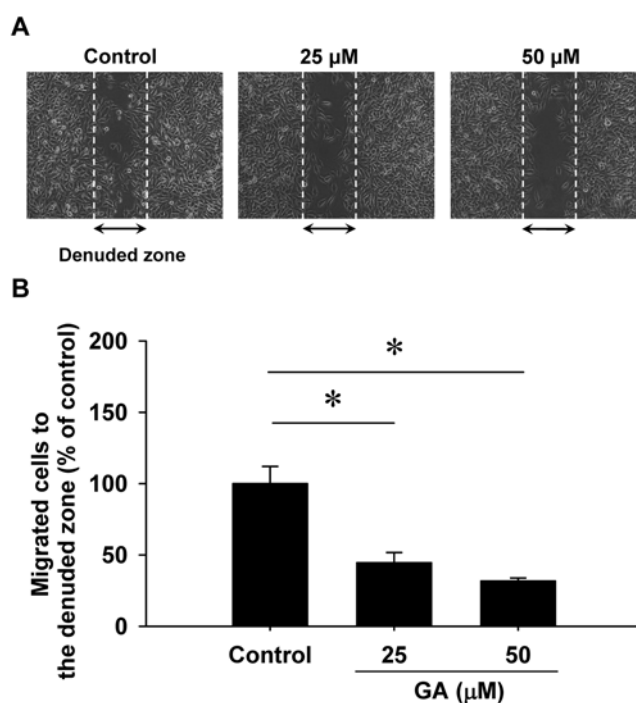 A
Control 25 µM 50 µM
Denuded zone
B
Migrated cells to
the denuded zone (% of control)
200
150
100
50
0
*
*
Control 25 50
GA (µM)